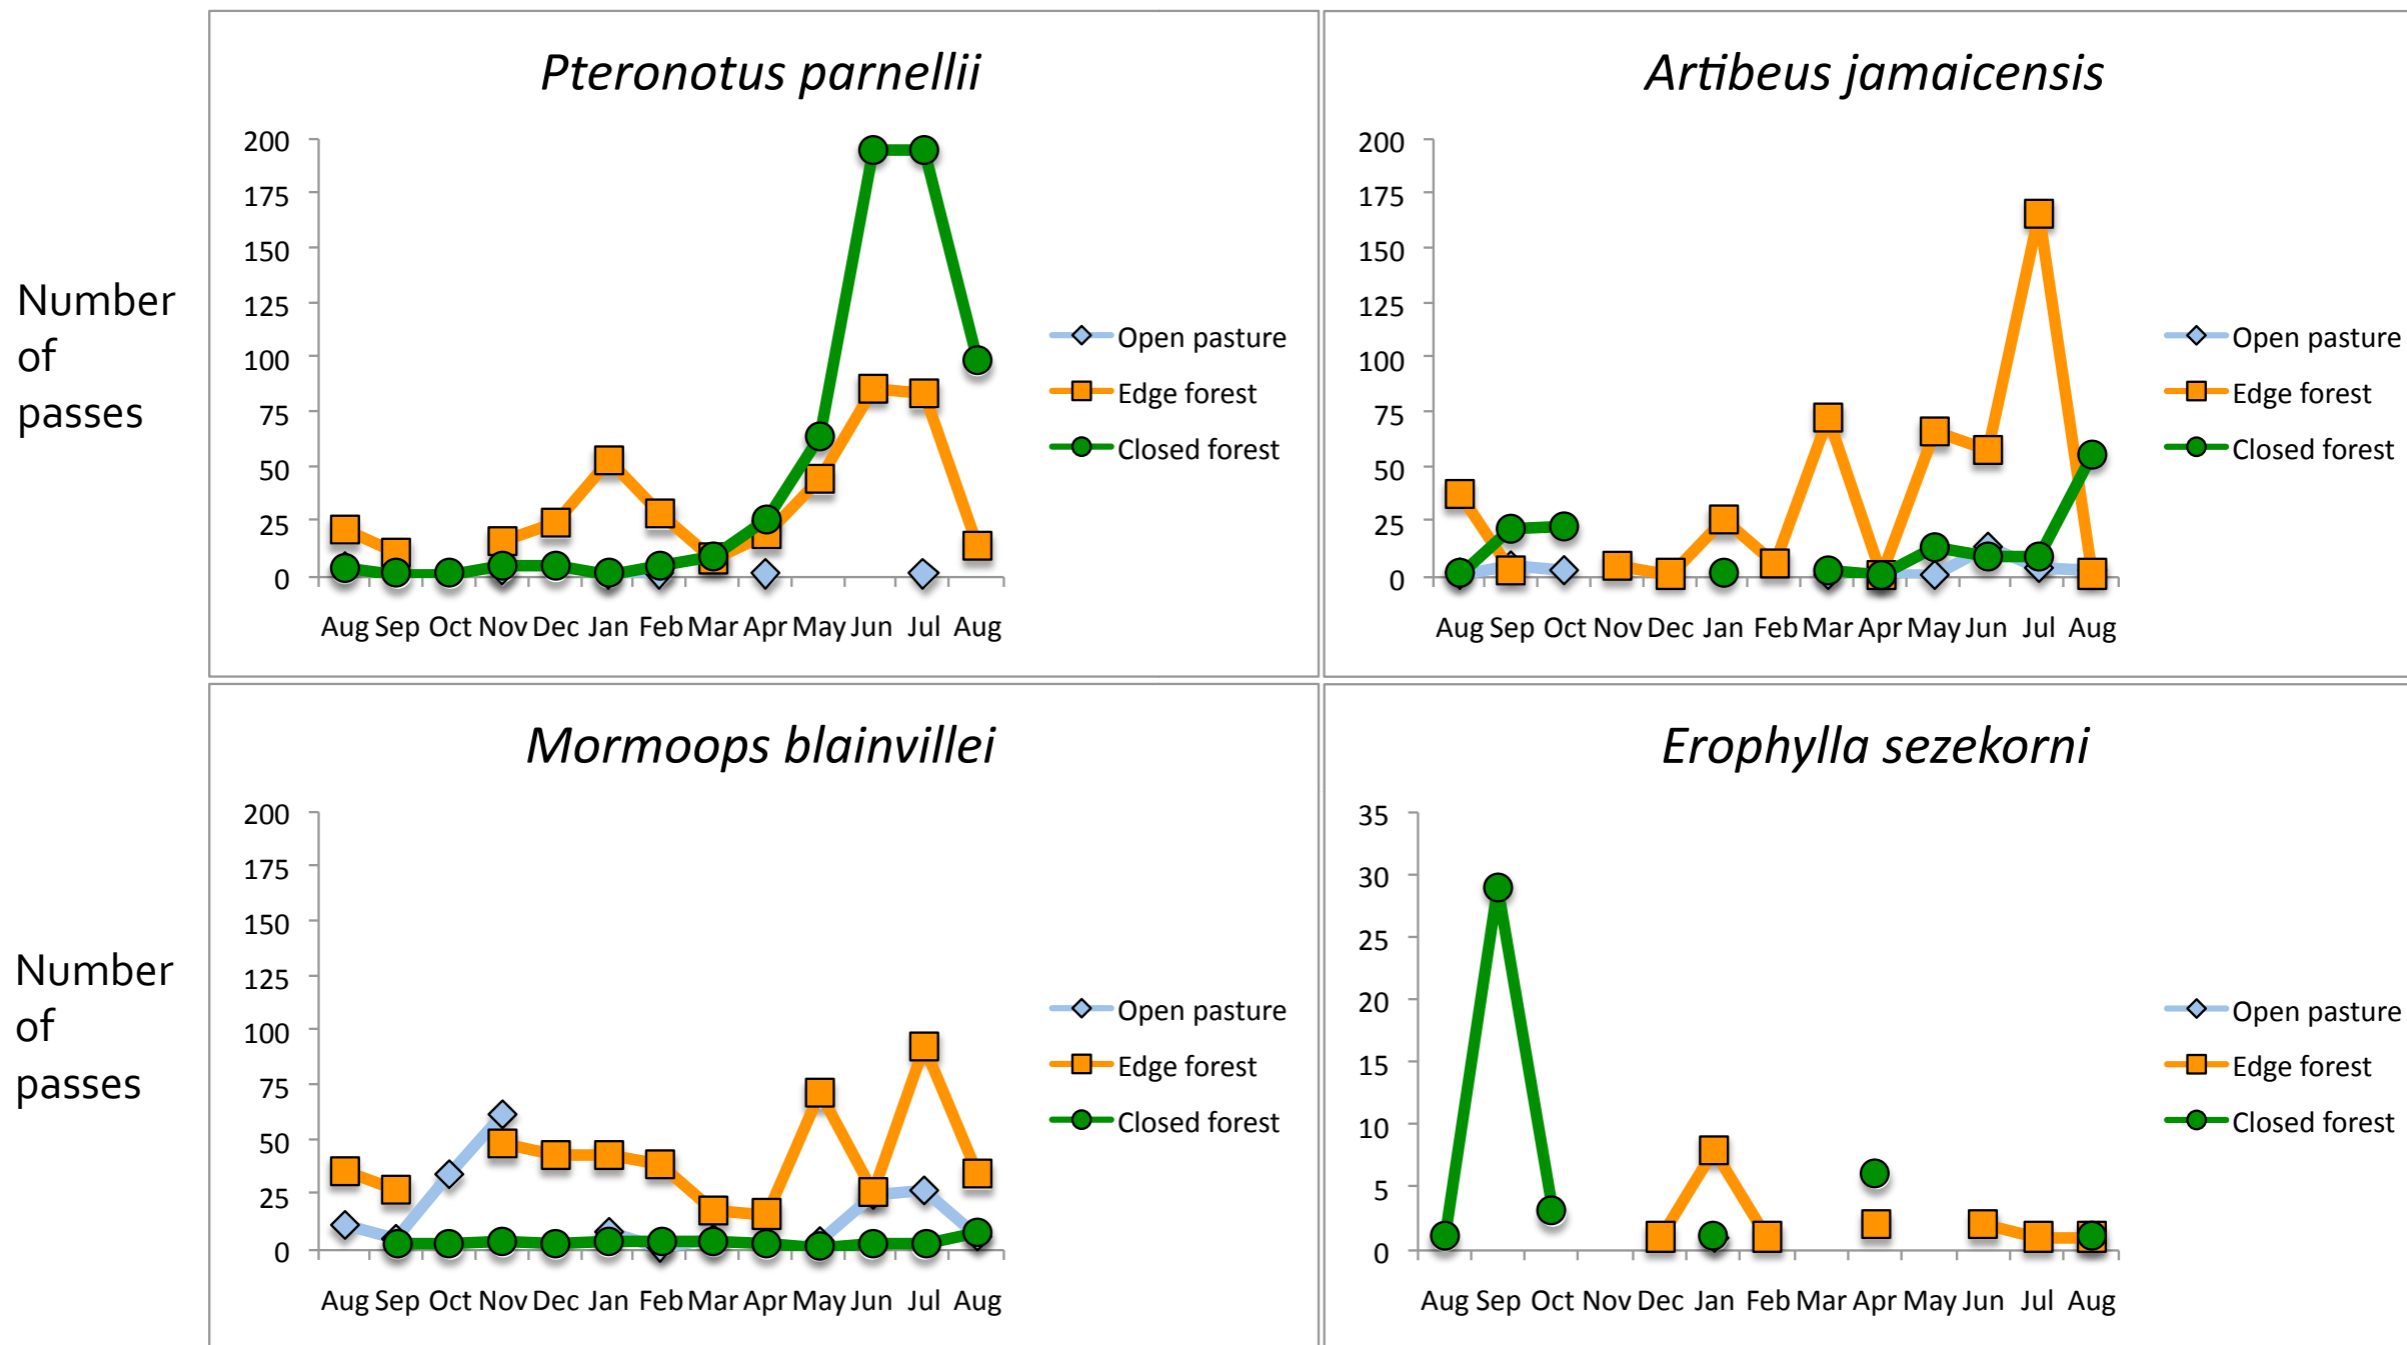 Pteronotus parnellii
Number
of
passes
200
175
150
125
100
75
50
25
0
Aug Sep Oct Nov Dec Jan Feb Mar Apr May Jun Jul Aug
Open pasture
Edge forest
Closed forest
Artibeus jamaicensis
200
175
150
125
100
75
50
25
0
Aug Sep Oct Nov Dec Jan Feb Mar Apr May Jun Jul Aug
Open pasture
Edge forest
Closed forest
Mormoops blainvillei
Number
of
passes
200
175
150
125
100
75
50
25
0
Aug Sep Oct Nov Dec Jan Feb Mar Apr May Jun Jul Aug
Open pasture
Edge forest
Closed forest
Erophylla sezekorni
35
30
25
20
15
10
5
0
Aug Sep Oct Nov Dec Jan Feb Mar Apr May Jun Jul Aug
Open pasture
Edge forest
Closed forest